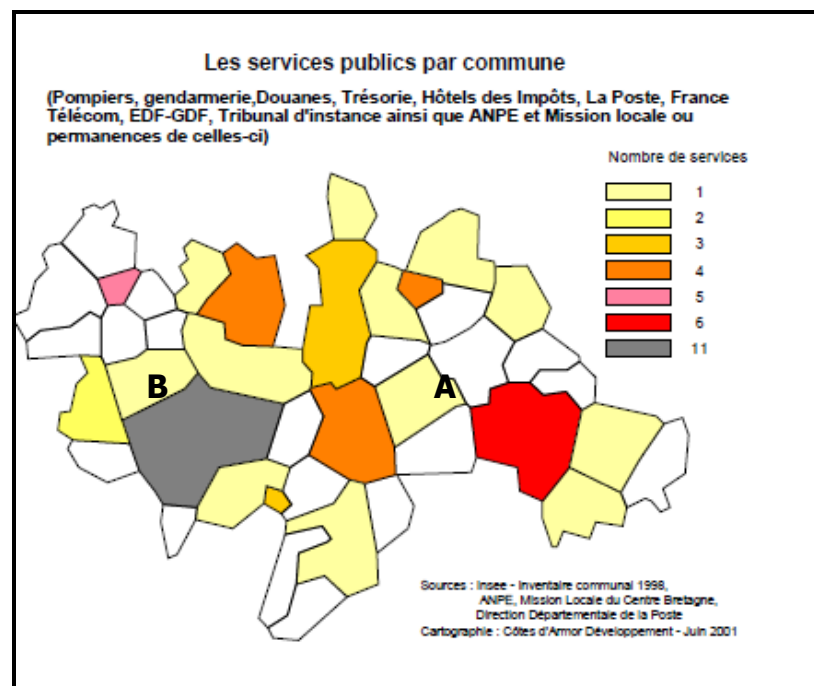 Les services publics par commune
(Pompiers, gendarmerie,Douanes, Trésorie, Hôtels des Impôts, La Poste, France
Télécom, EDF-GDF, Tribunal d'instance ainsi que ANPE et Mission locale ou
permanences de celles-ci)
Nombre de services
1
2
3
4
5
6
11
B
A
Sources : Insee - Inventaire communal 1998,
ANPE, Mission Locale du Centre Bretagne,
Direction Départementale de la Poste
Cartographie : Côtes d'Armor Développement - Juin 2001